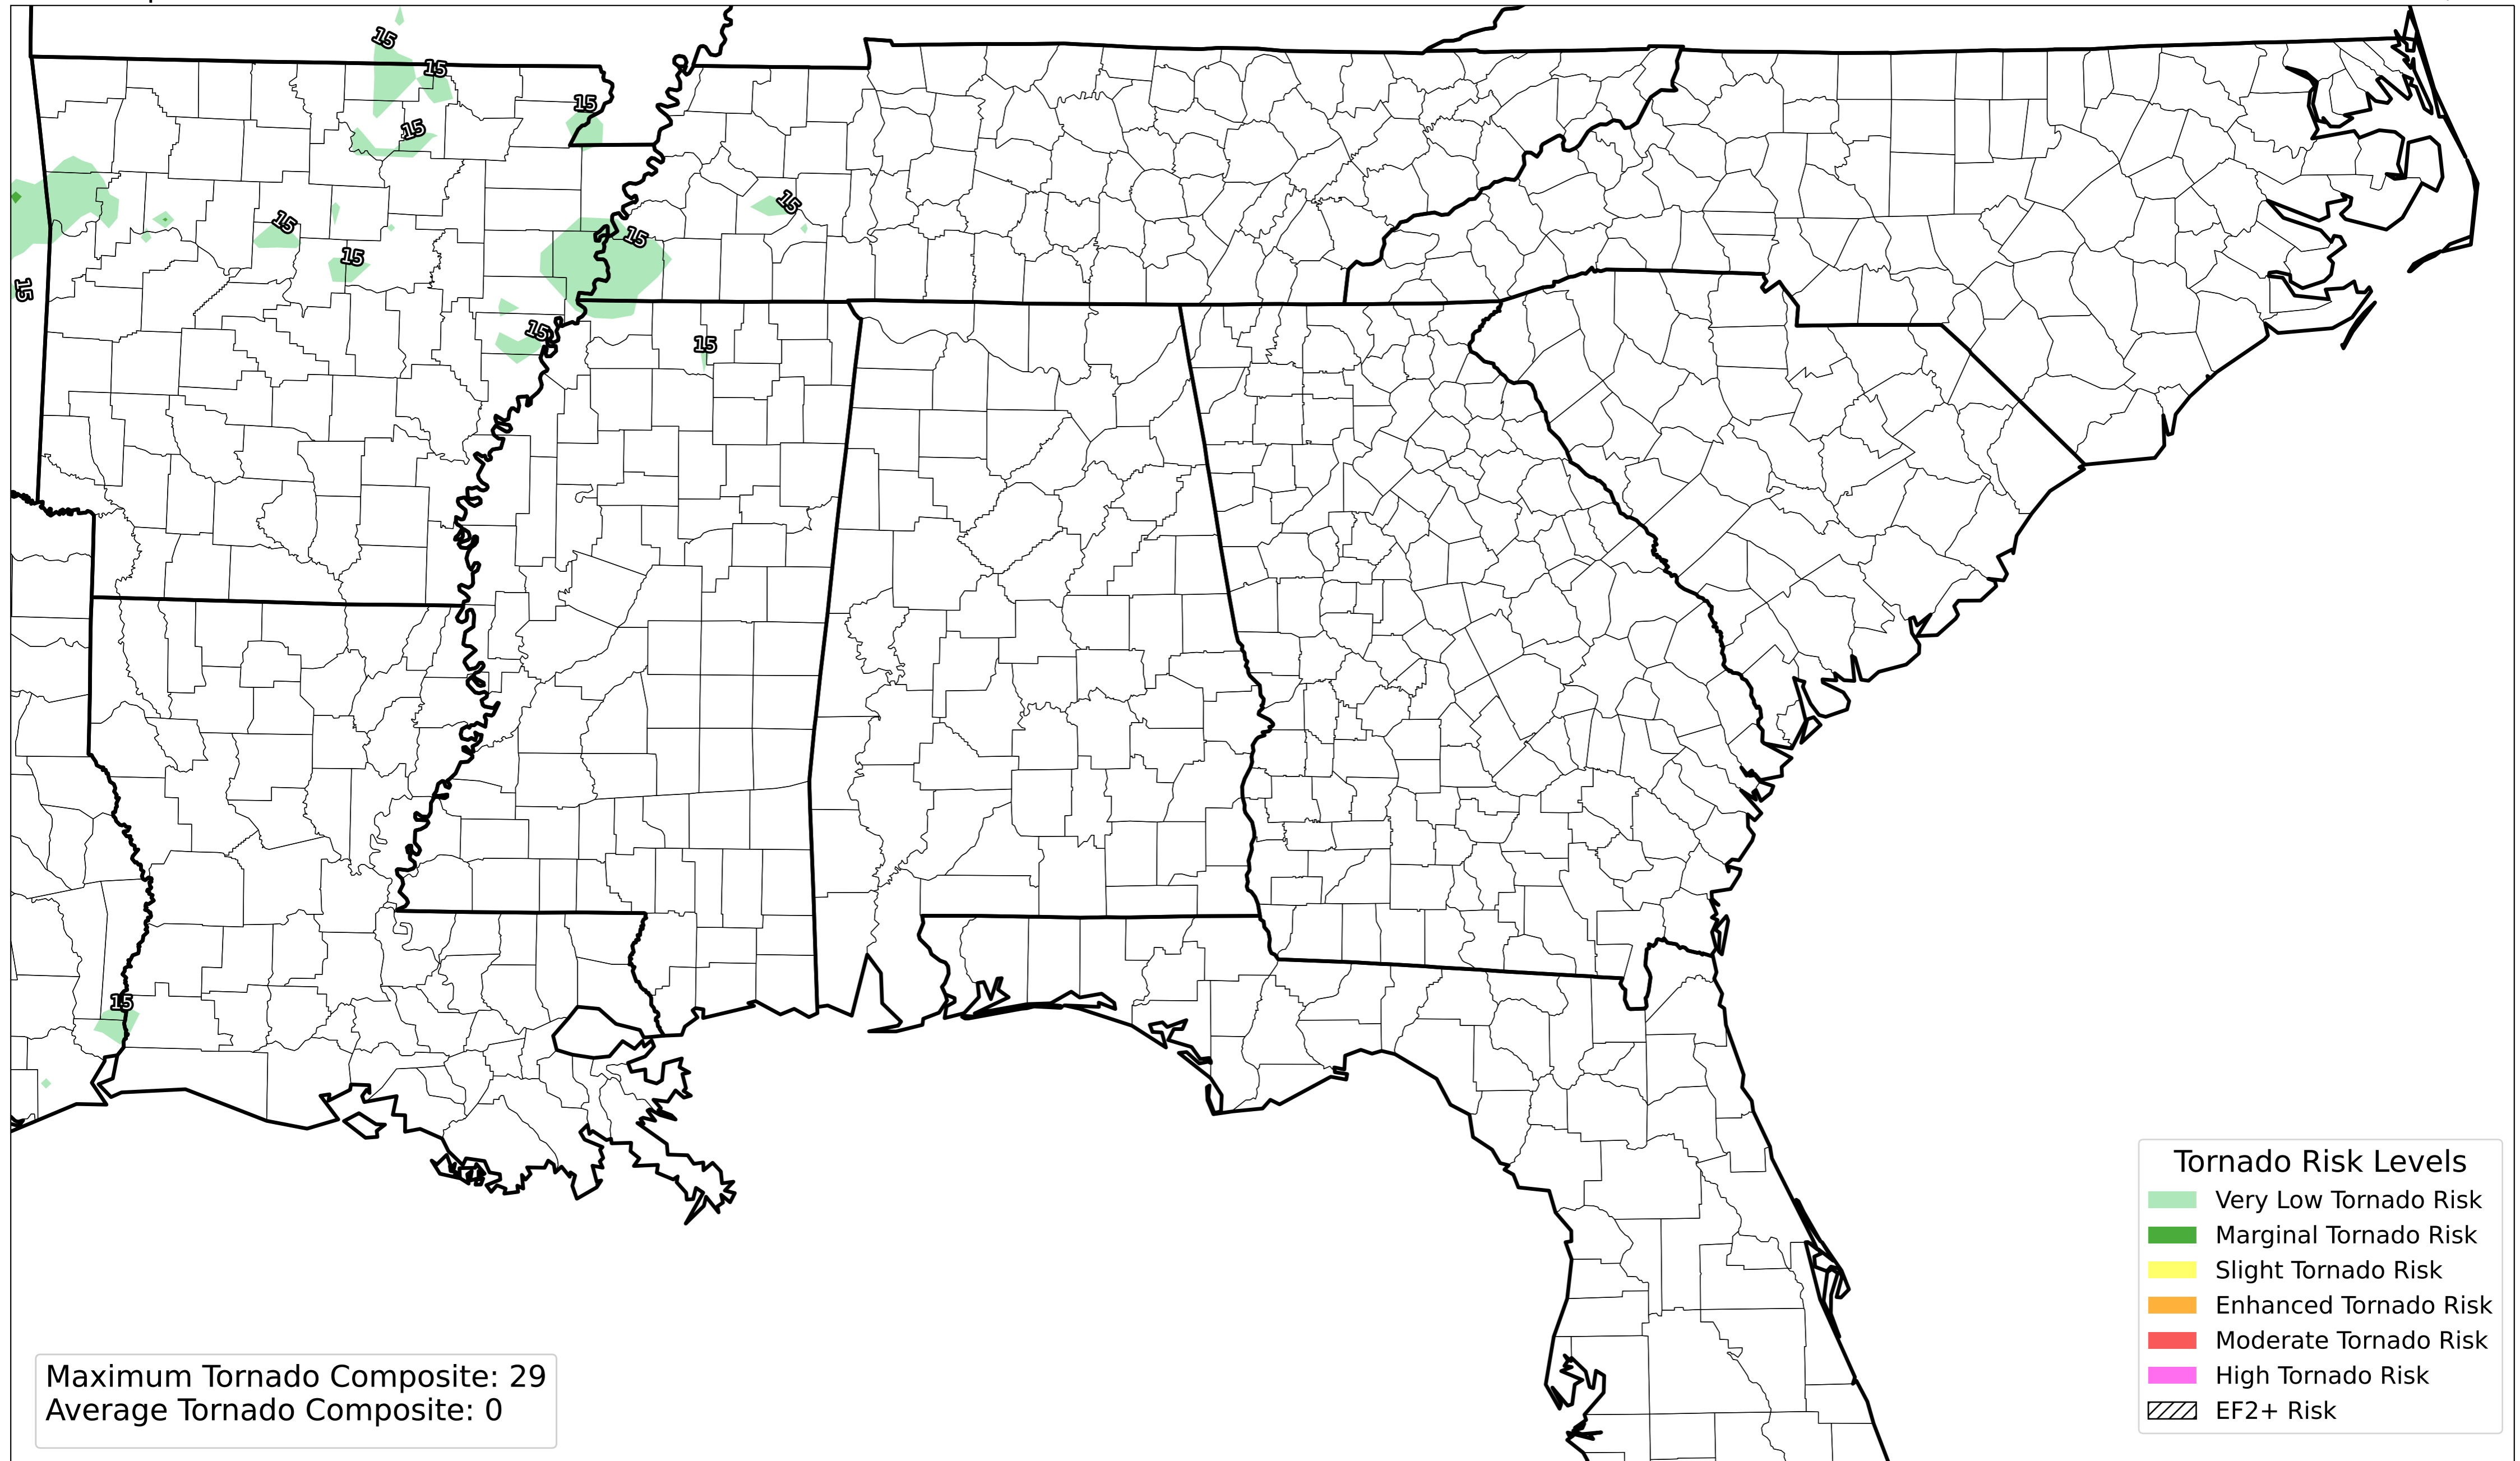 15
15
15
15
15
15
15
15
15
15
15
15
Tornado Risk Levels
Very Low Tornado Risk
Marginal Tornado Risk
Slight Tornado Risk
Enhanced Tornado Risk
Moderate Tornado Risk
High Tornado Risk
EF2+ Risk
Maximum Tornado Composite: 29
Average Tornado Composite: 0